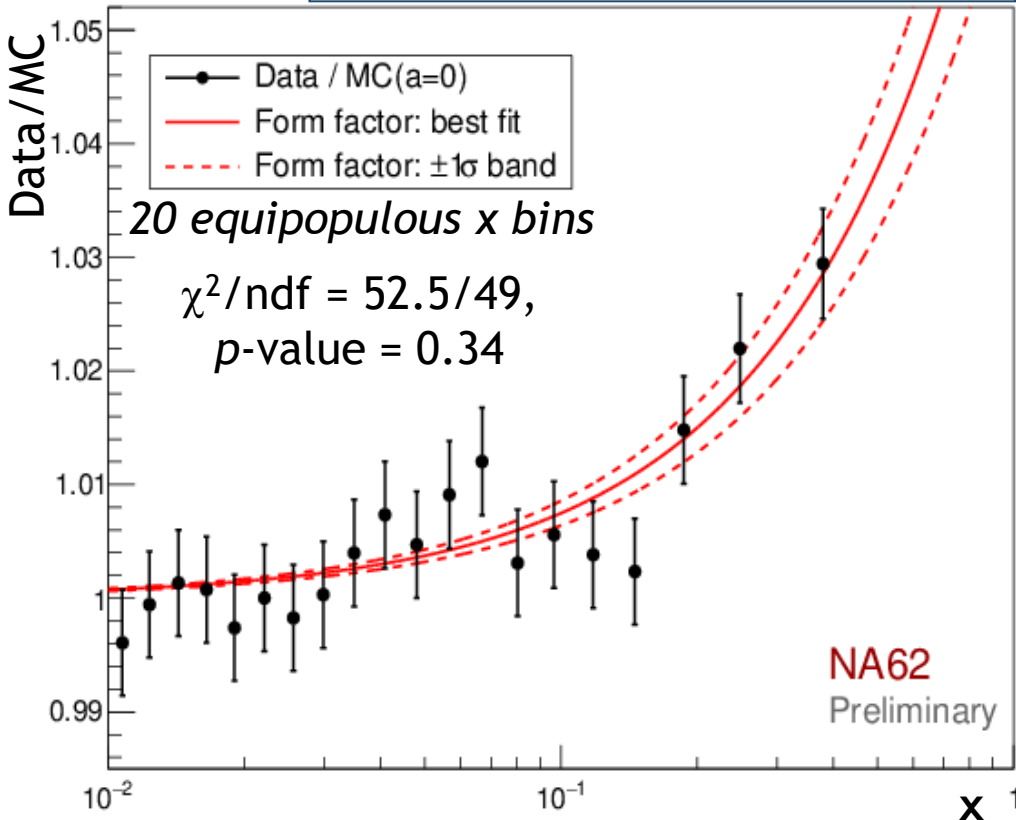 Data/MC
1.05
1.04
1.03
1.02
1.01
1
0.99
Data / MC(a=0)
Form factor: best fit
Form factor: ±1σ band
20 equipopulous x bins
χ²/ndf = 52.5/49,
p-value = 0.34
NA62
Preliminary
10⁻² 10⁻¹ 1
x